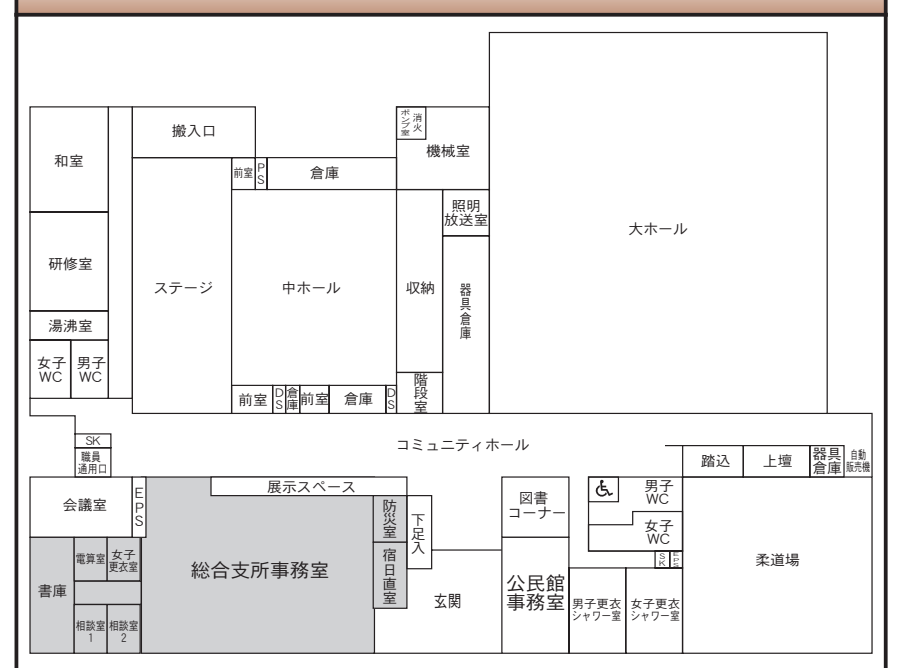 搬入口
ポンプ室
消火
機械室
和室
前室
PS
倉庫
照明
放送室
大ホール
研修室
ステージ
中ホール
収納
器具倉庫
湯沸室
女子
WC
男子
WC
前室
DS
倉庫
前室
倉庫
DS
階段室
コミュニティホール
SK
職員
通用口
踏込
上壇
器具
倉庫
自動
販売機
会議室
EPS
展示スペース
防災室
下足入
図書
コーナー
男子
WC
女子
WC
SK
EPS
柔道場
電算室
女子
更衣室
書庫
総合支所事務室
宿日直室
玄関
公民館
事務室
男子更衣
シャワー室
女子更衣
シャワー室
相談室
1
相談室
2